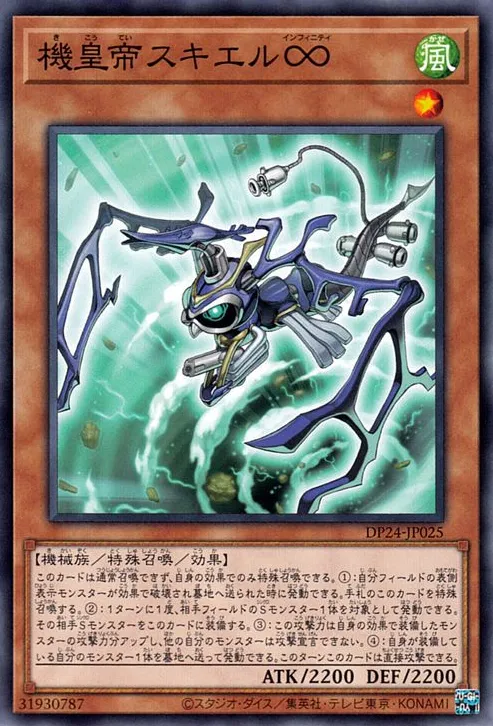 機皇帝スキエル∞
風
DP24-JP025
【機械族/特殊召喚/効果】
このカードは通常召喚できず、自身の効果でのみ特殊召喚できる。①:自分フィールドの表側
表示モンスターが効果で破壊され墓地へ送られた時に発動できる。手札のこのカードを特殊
召喚する。②:1ターンに1度、相手フィールドのSモンスター1体を対象として発動できる。
その相手Sモンスターをこのカードに装備する。③:この攻撃力は自身の効果で装備したモン
スターの攻撃力分アップし、他の自分のモンスターは攻撃宣言できない。④:自身が装備して
いる自分のモンスター1体を墓地へ送って発動できる。このターンこのカードは直接攻撃できる。
ATK/2200 DEF/2200
31930787 ©スタジオ・ダイス/集英社・テレビ東京・KONAMI